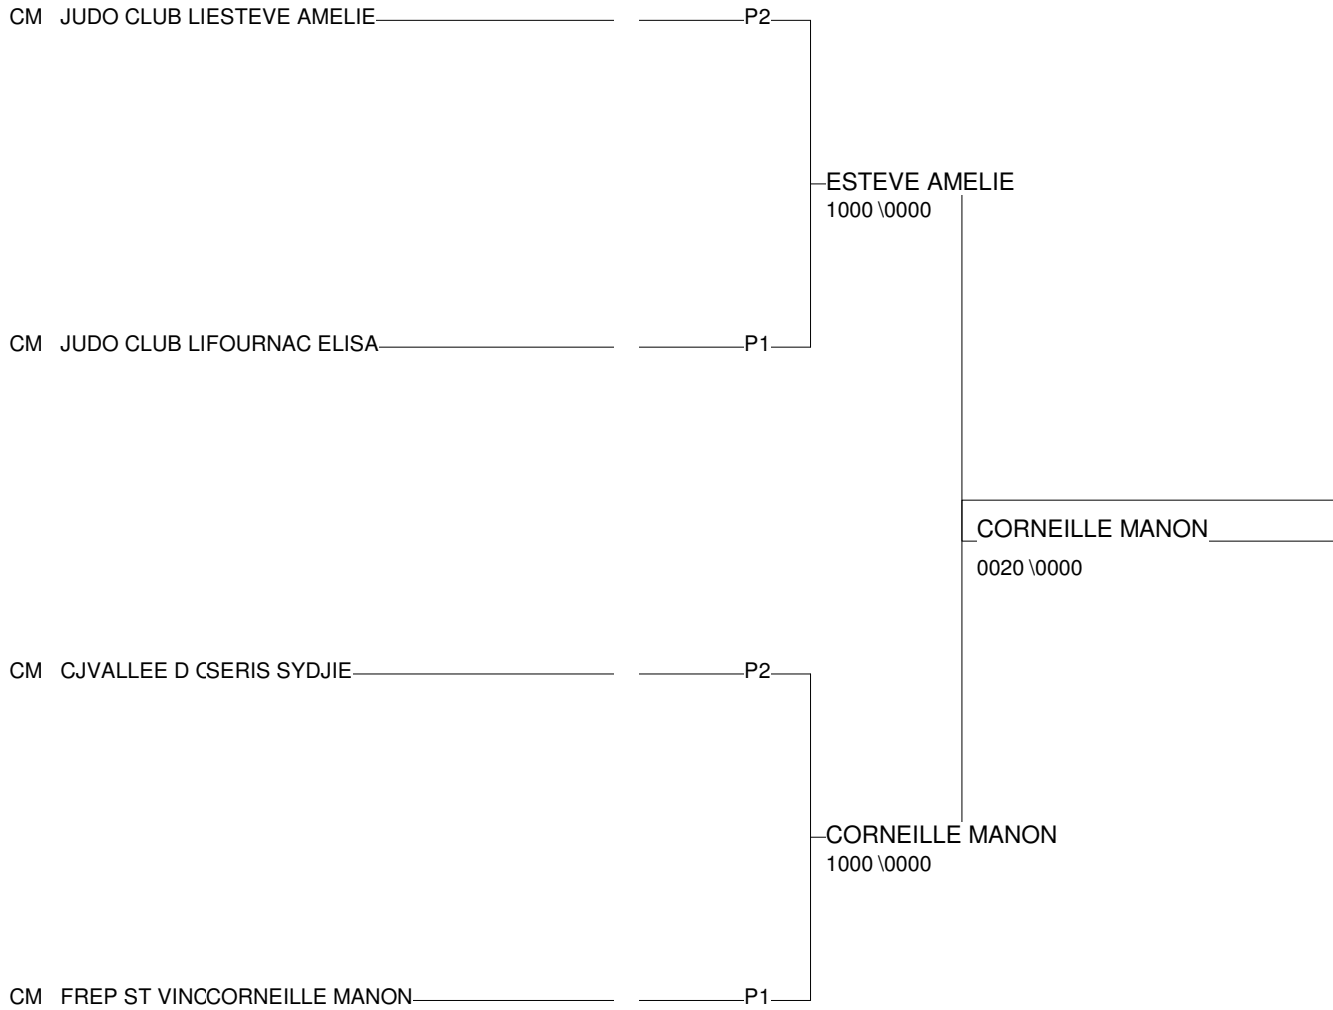 CM JUDO CLUB LIESTEVE AMELIE P2
ESTEVE AMELIE
1000 \0000
CM JUDO CLUB LIFOURNAC ELISA P1
CORNEILLE MANON
0020 \0000
CM CJVALLEE D CSERIS SYDJIE P2
CORNEILLE MANON
1000 \0000
CM FREP ST VINCCORNEILLE MANON P1